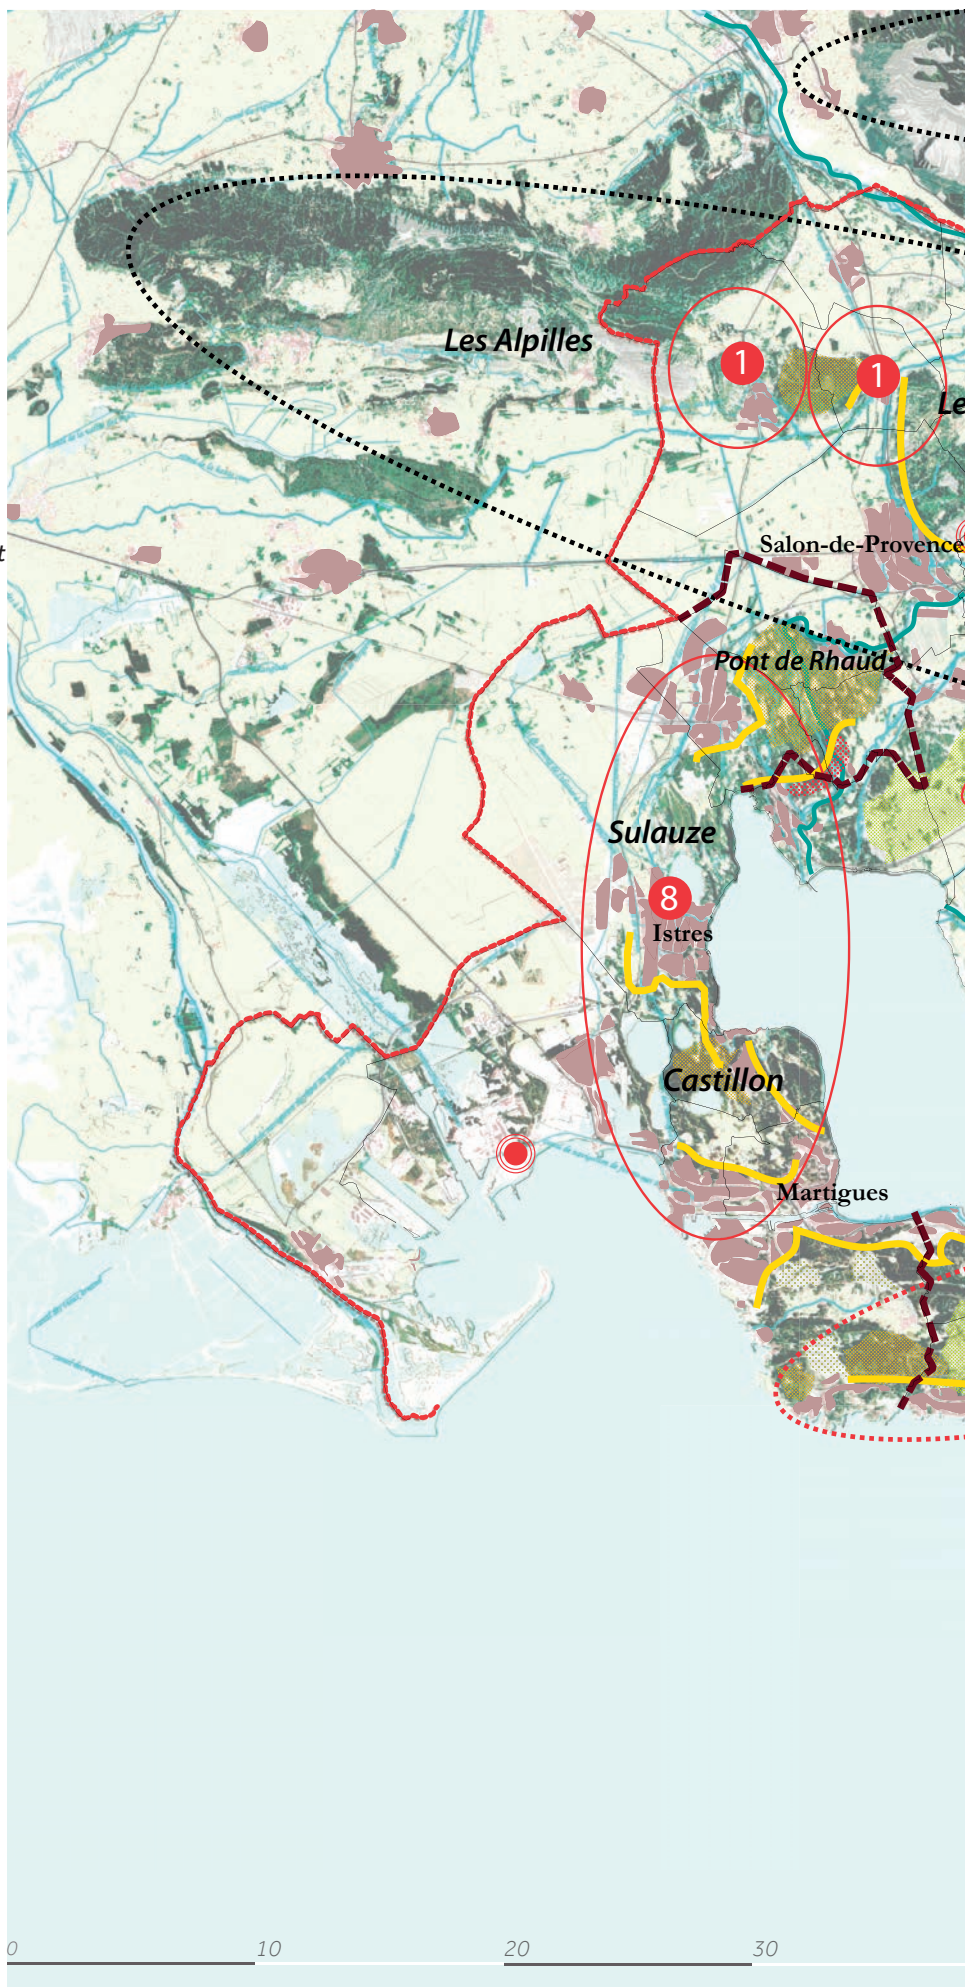 Les Alpilles
1
1
Le
t
Salon-de-Provence
Pont de Rhaud
Sulauze
8
Istres
Castillon
Martigues
0 10 20 30